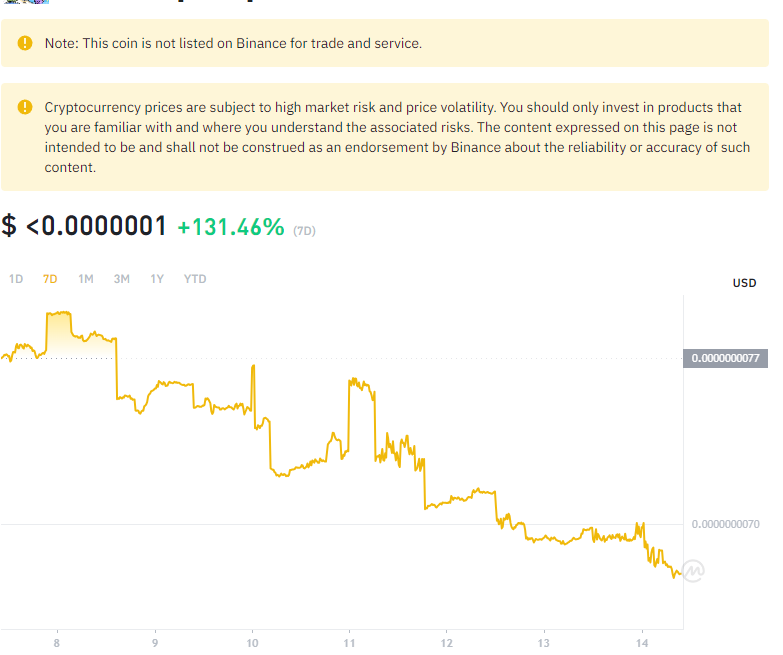 Note: This coin is not listed on Binance for trade and service.
Cryptocurrency prices are subject to high market risk and price volatility. You should only invest in products that
you are familiar with and where you understand the associated risks. The content expressed on this page is not
intended to be and shall not be construed as an endorsement by Binance about the reliability or accuracy of such
content.
$ <0.0000001 +131.46% (7D)
1D 7D 1M 3M 1Y YTD
USD
0.0000000077
0.0000000070
8 9 10 11 12 13 14